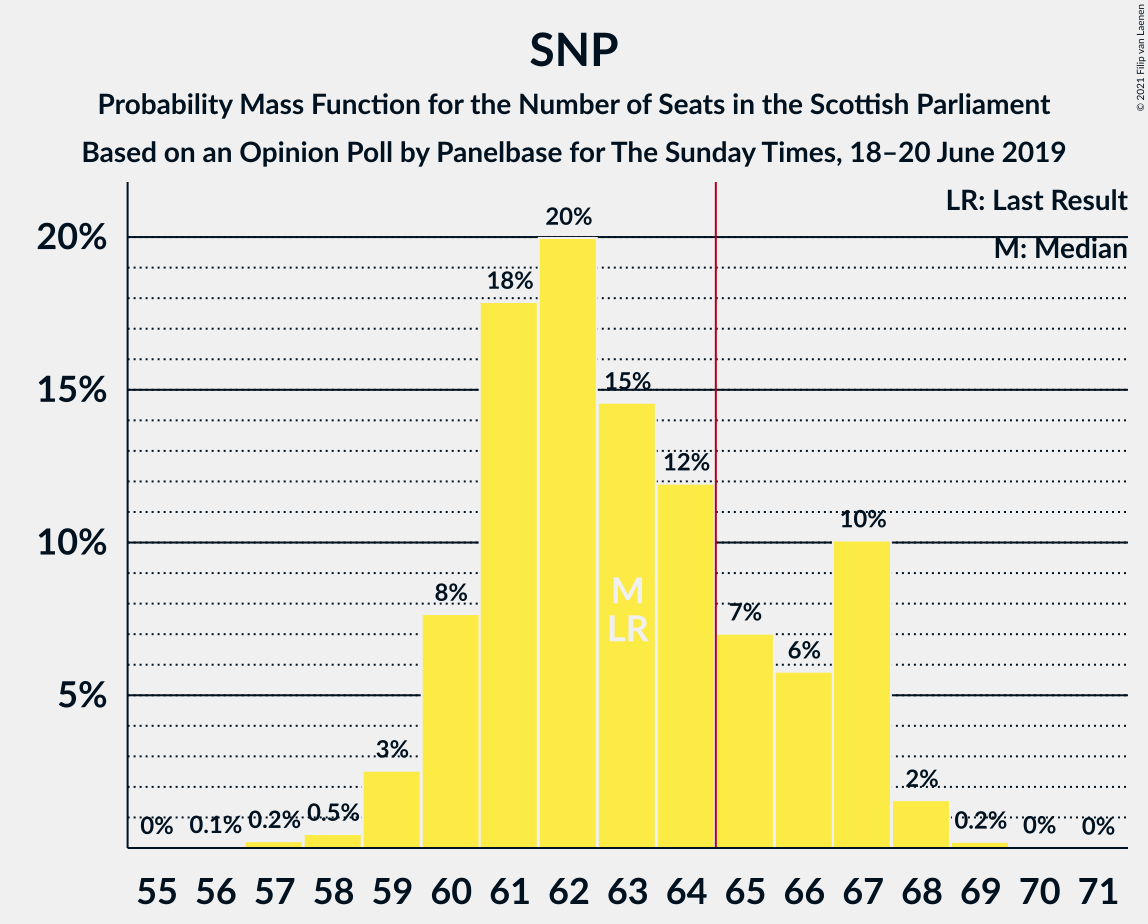 SNP
Probability Mass Function for the Number of Seats in the Scottish Parliament
Based on an Opinion Poll by Panelbase for The Sunday Times, 18–20 June 2019
© 2021 Filip van Laenen
LR: Last Result
M: Median
20%
15%
10%
5%
0%
0.1%
0.2%
0.5%
3%
8%
18%
20%
15%
12%
7%
6%
10%
2%
0.2%
0%
0%
M
LR
55 56 57 58 59 60 61 62 63 64 65 66 67 68 69 70 71